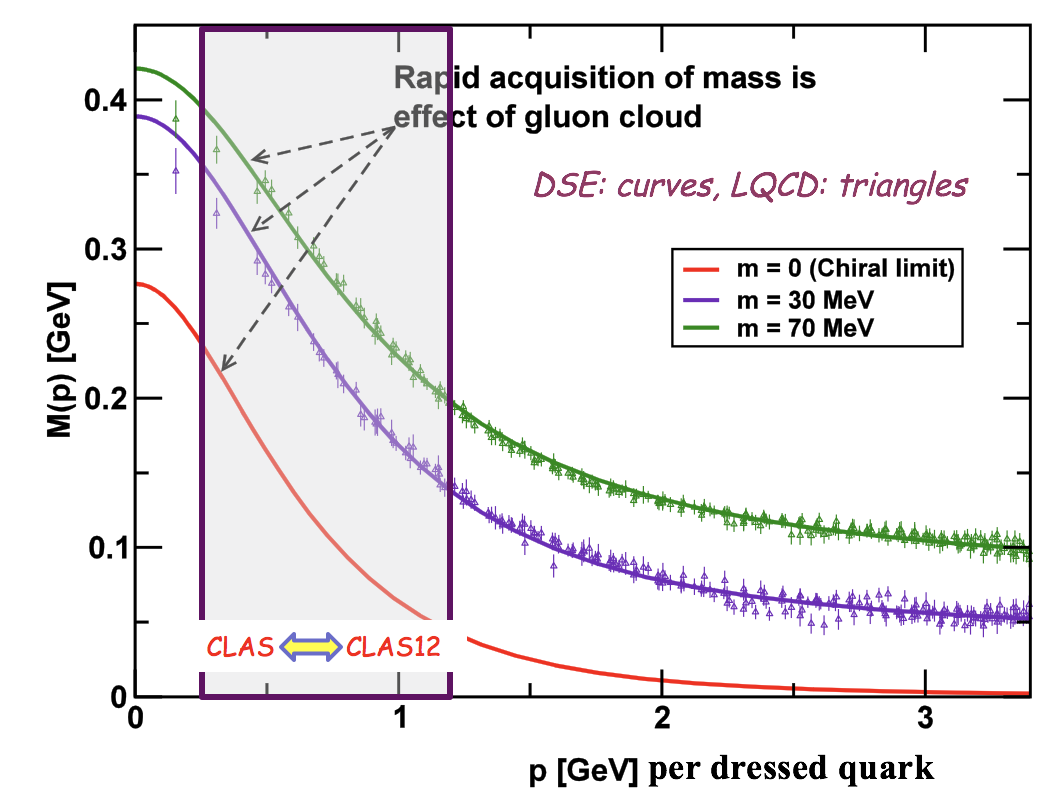 Rapid acquisition of mass is
effect of gluon cloud
DSE: curves, LQCD: triangles
m = 0 (Chiral limit)
m = 30 MeV
m = 70 MeV
M(p) [GeV]
0.4
0.3
0.2
0.1
0
CLAS CLAS12
0 1 2 3
p [GeV] per dressed quark